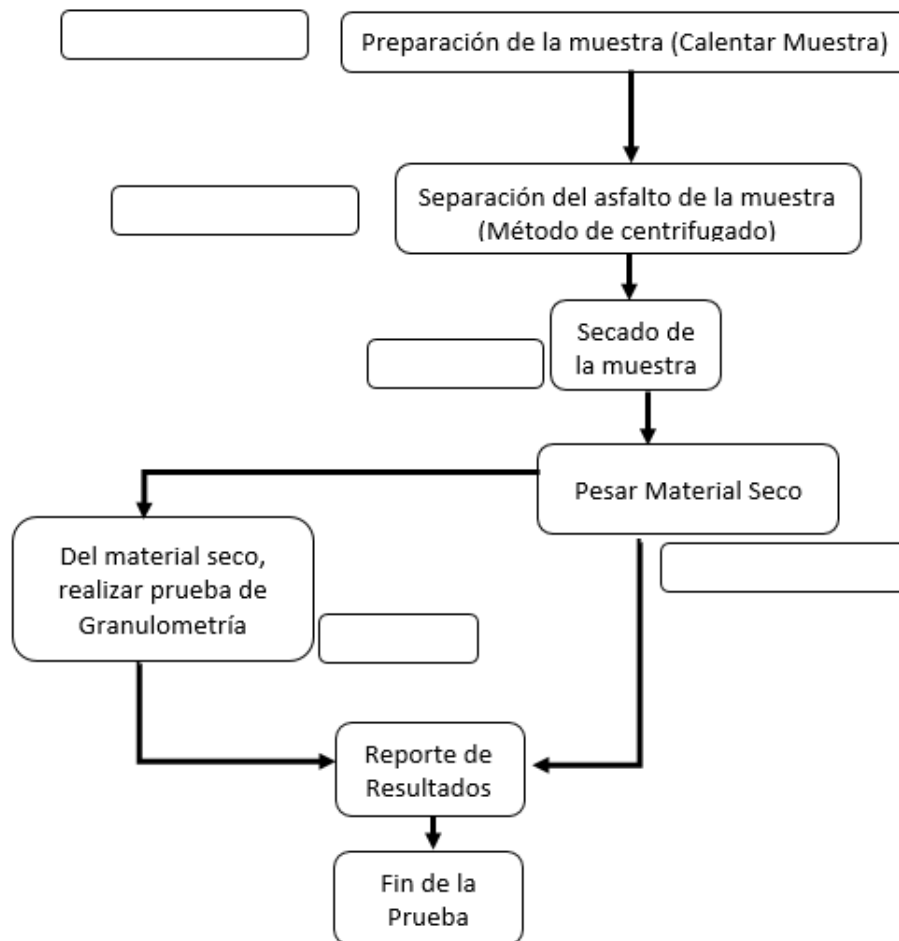 Preparación de la muestra (Calentar Muestra)
Separación del asfalto de la muestra
(Método de centrifugado)
Secado de
la muestra
Pesar Material Seco
Del material seco,
realizar prueba de
Granulometría
Reporte de
Resultados
Fin de la
Prueba